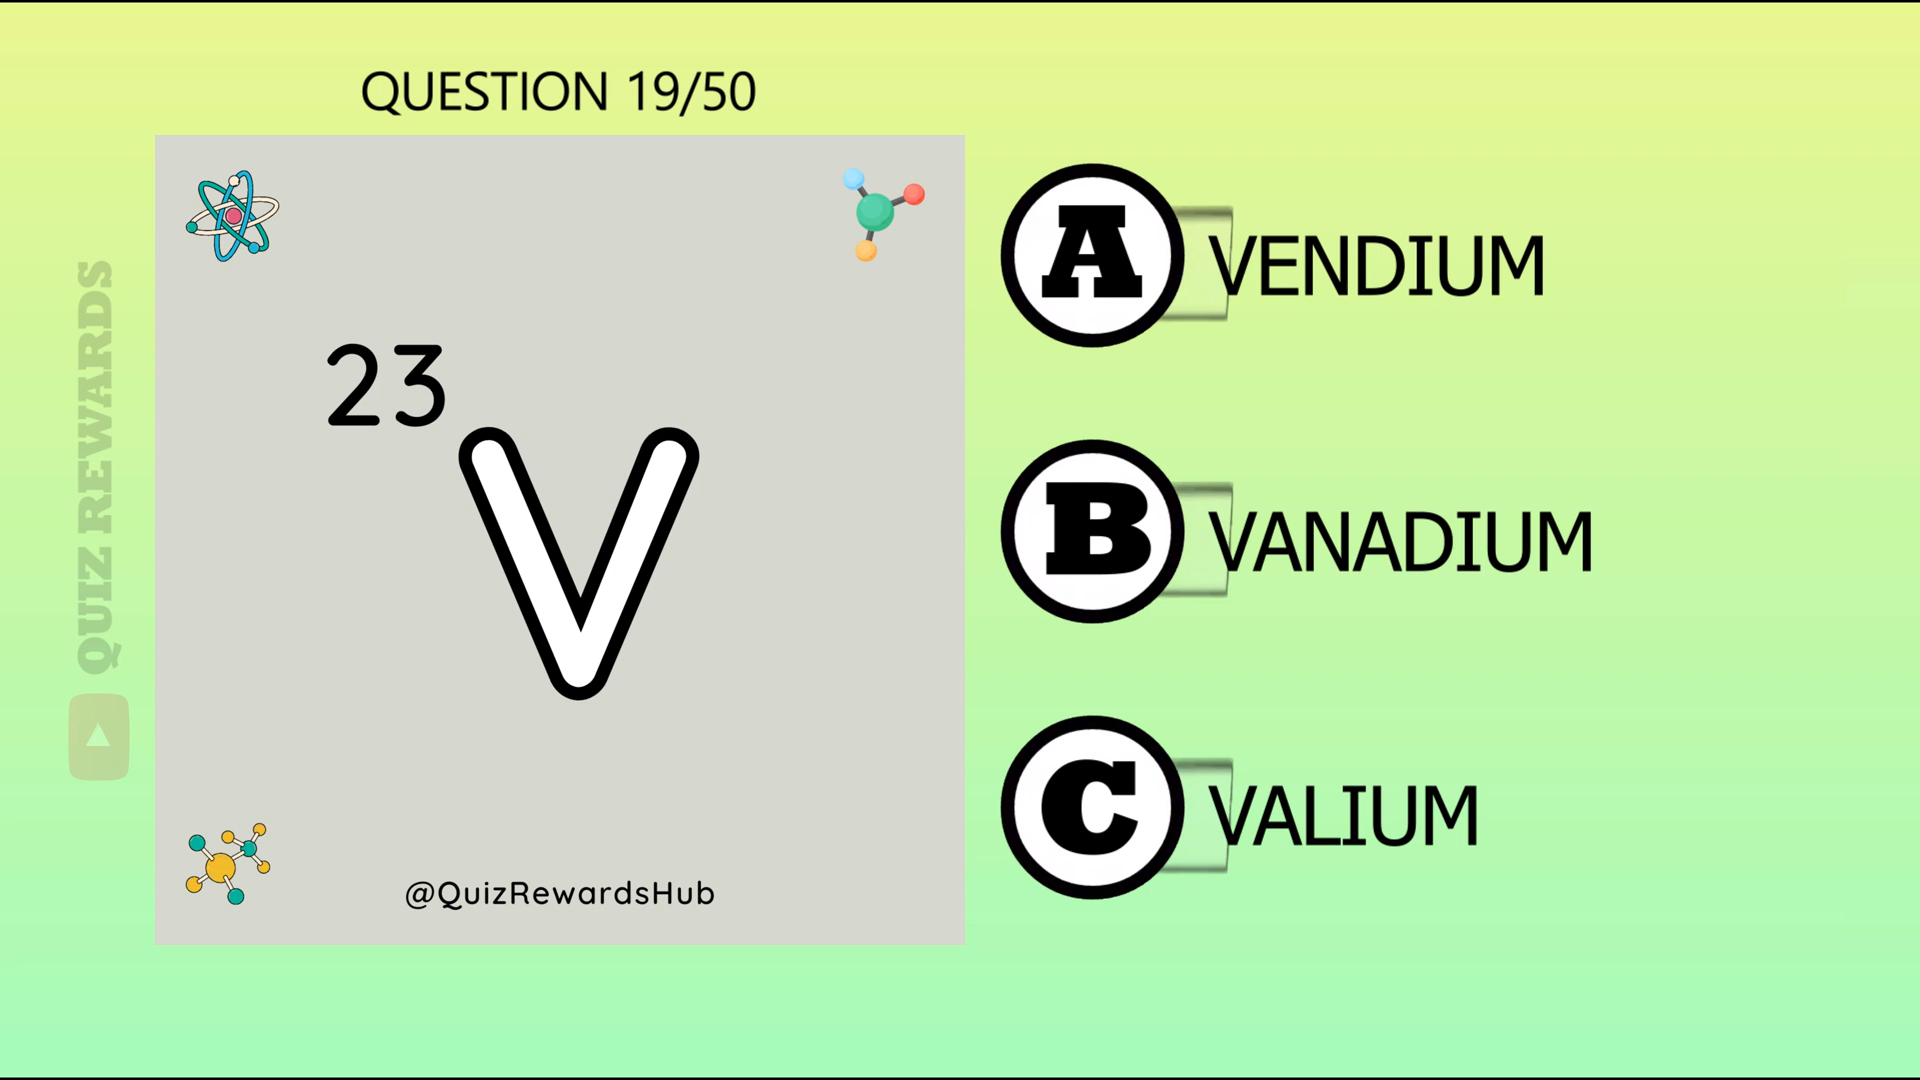 QUESTION 19/50
23
V
@QuizRewardsHub
A VENDIUM
B VANADIUM
C VALIUM
QUIZ REWARDS